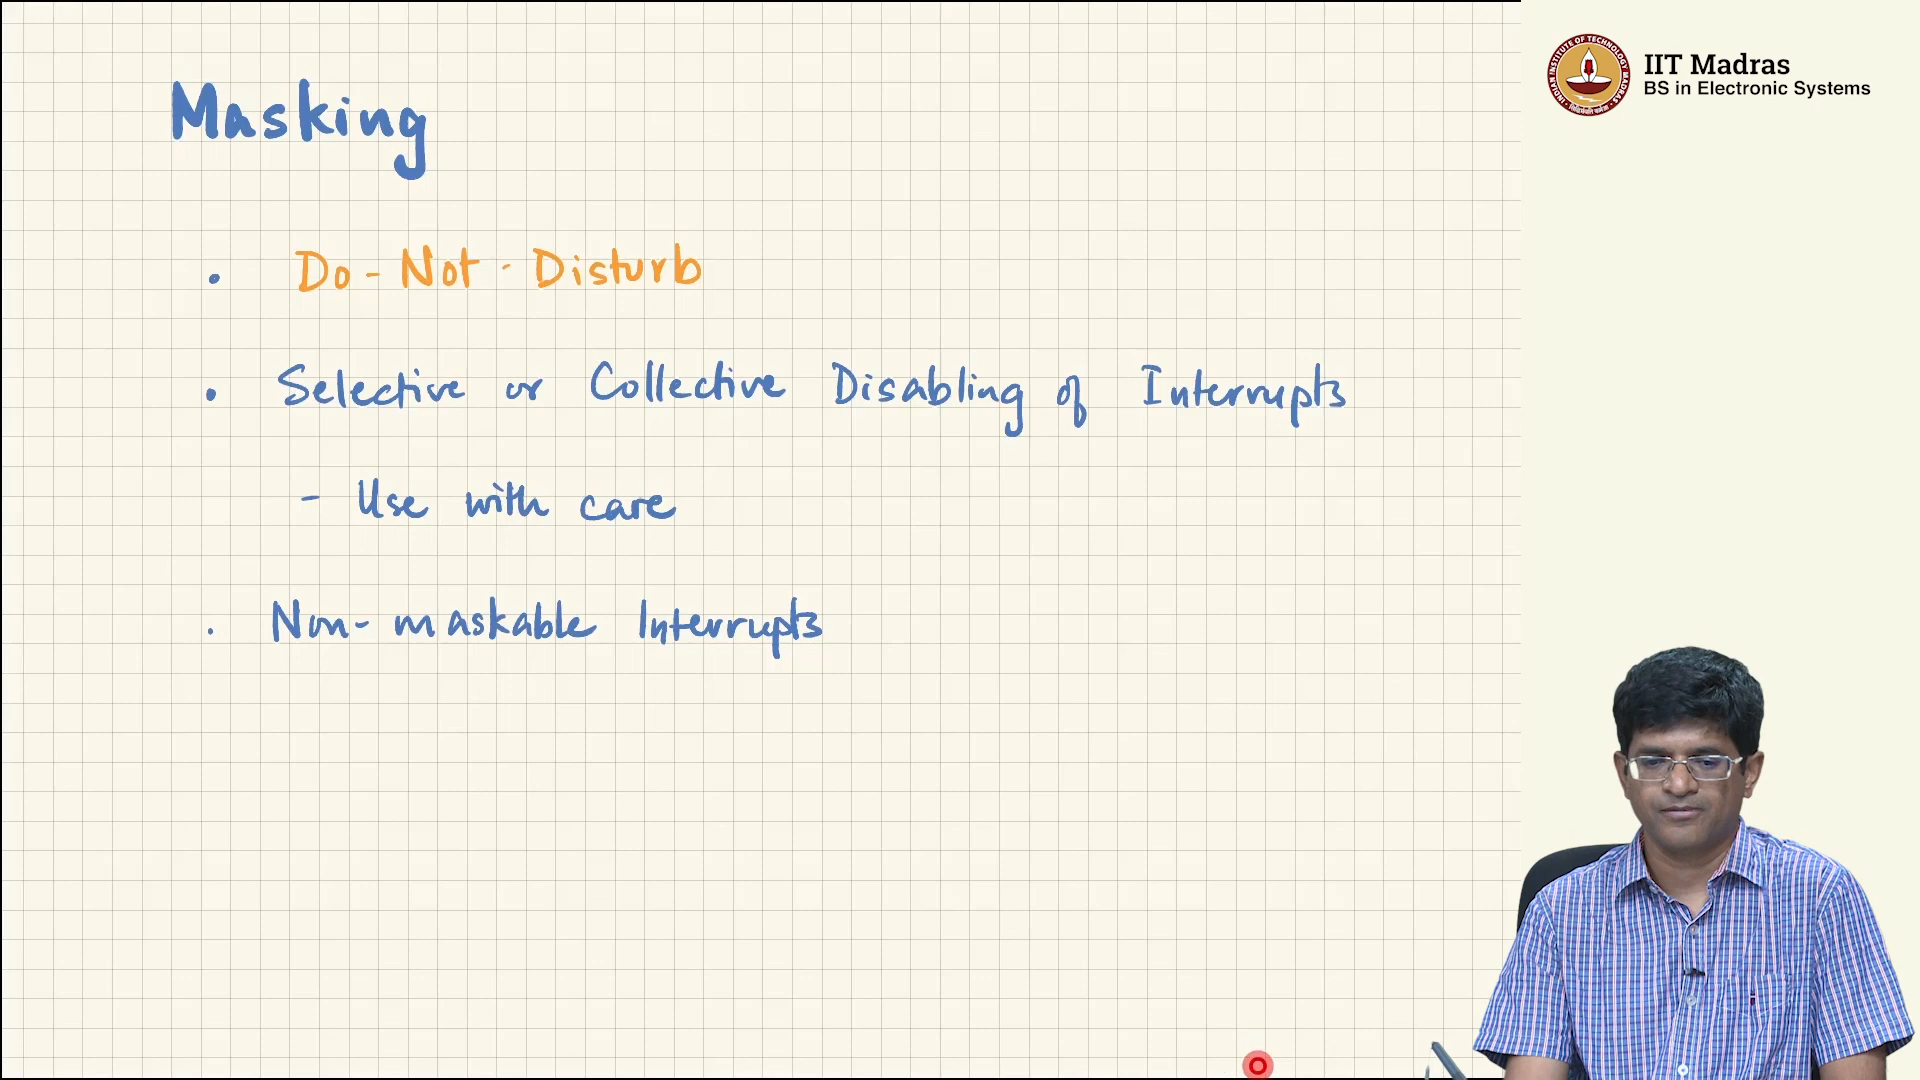 Masking
• Do-Not-Disturb
• Selective or Collective Disabling of Interrupts
- Use with care
• Non-maskable Interrupts
IIT Madras
BS in Electronic Systems